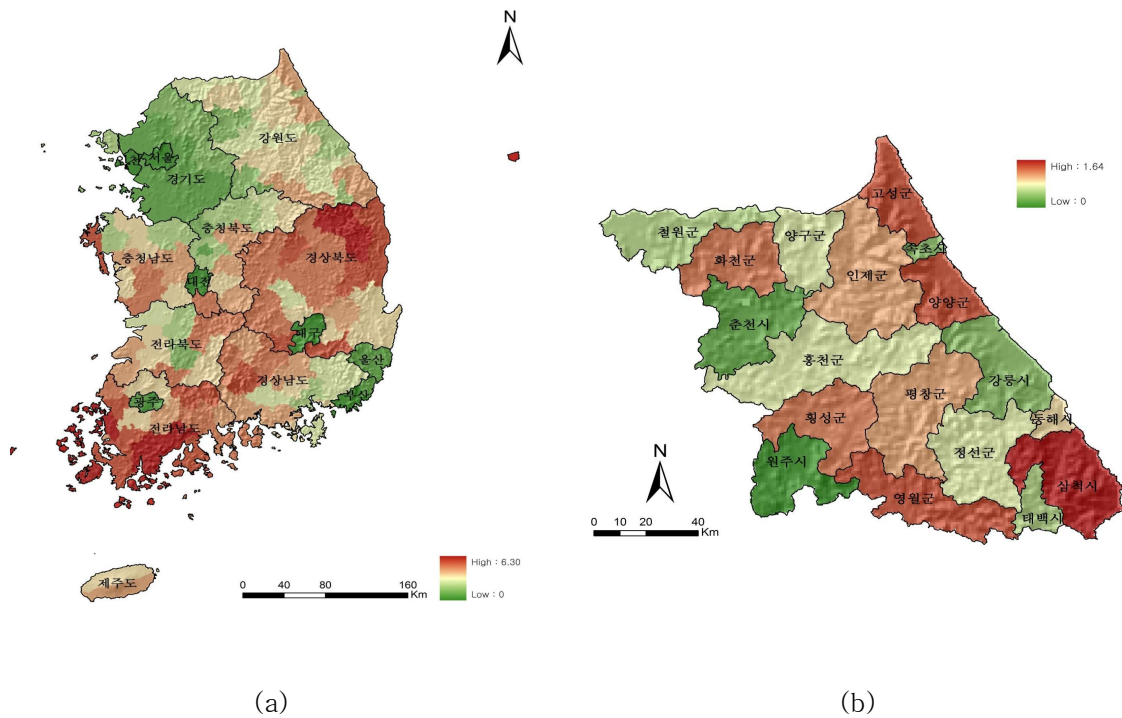 N
강원도
인천
서울
경기도
충청북도
충청남도
경상북도
대전
전라북도
대구
울산
경상남도
부산
광주
전라남도
제주도
High : 6.30
Low : 0
0 40 80 160
Km
(a)
High : 1.64
Low : 0
고성군
철원군
양구군
속초시
화천군
인제군
양양군
춘천시
홍천군
평창군
강릉시
횡성군
동해시
정선군
원주시
삼척시
영월군
태백시
N
0 10 20 40
Km
(b)